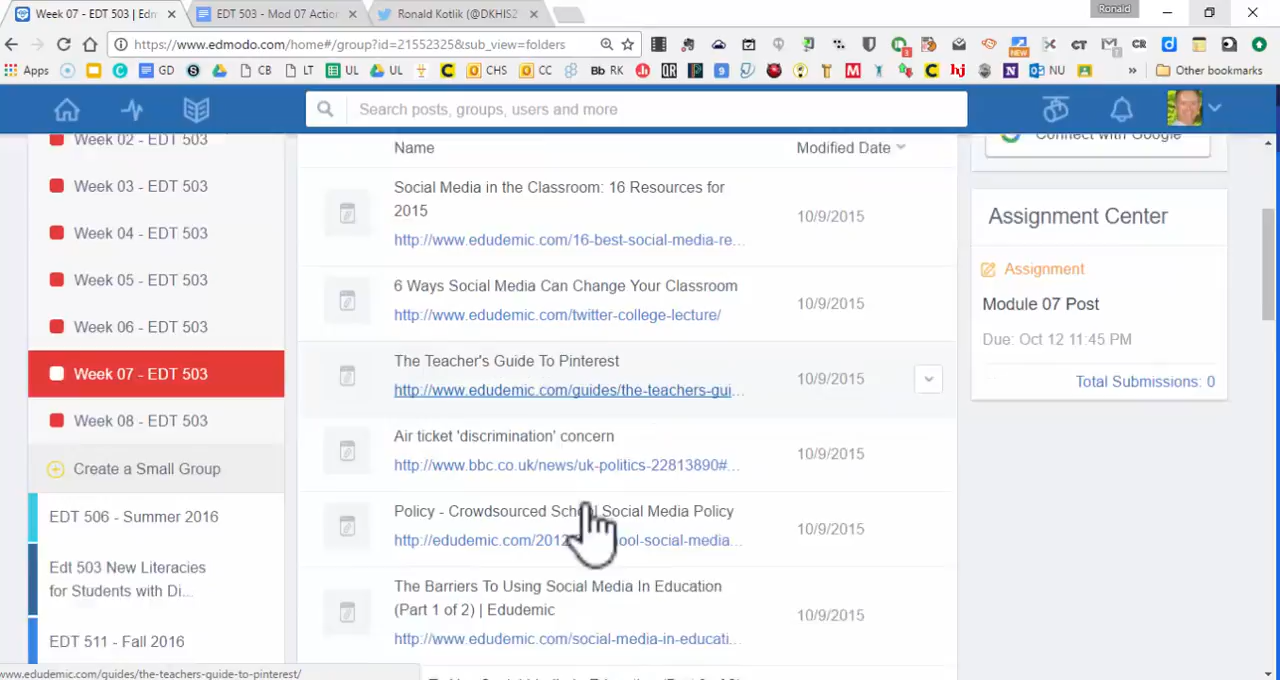 Week 07 - EDT 503 | Edm
EDT 503 - Mod 07 Action
Ronald Kotlik (@DKHIS2
Ronald
https://www.edmodo.com/home#/group?id=21552325&sub_view=folders
Apps
GD
CB
LT
UL
UL
CHS
CC
Bb RK
NU
Other bookmarks
Search posts, groups, users and more
Week 02 - EDT 503
Week 03 - EDT 503
Week 04 - EDT 503
Week 05 - EDT 503
Week 06 - EDT 503
Week 07 - EDT 503
Week 08 - EDT 503
Create a Small Group
EDT 506 - Summer 2016
Edt 503 New Literacies
for Students with Di...
EDT 511 - Fall 2016
Name
Modified Date
Social Media in the Classroom: 16 Resources for
2015
http://www.edudemic.com/16-best-social-media-re...
10/9/2015
6 Ways Social Media Can Change Your Classroom
http://www.edudemic.com/twitter-college-lecture/
10/9/2015
The Teacher's Guide To Pinterest
http://www.edudemic.com/guides/the-teachers-gui...
10/9/2015
Air ticket 'discrimination' concern
http://www.bbc.co.uk/news/uk-politics-22813890#...
10/9/2015
Policy - Crowdsourced School Social Media Policy
http://edudemic.com/201 ool-social-media...
10/9/2015
The Barriers To Using Social Media In Education
(Part 1 of 2) | Edudemic
http://www.edudemic.com/social-media-in-educati...
10/9/2015
Connect with Google
Assignment Center
Assignment
Module 07 Post
Due: Oct 12 11:45 PM
Total Submissions: 0
www.edudemic.com/guides/the-teachers-guide-to-pinterest/